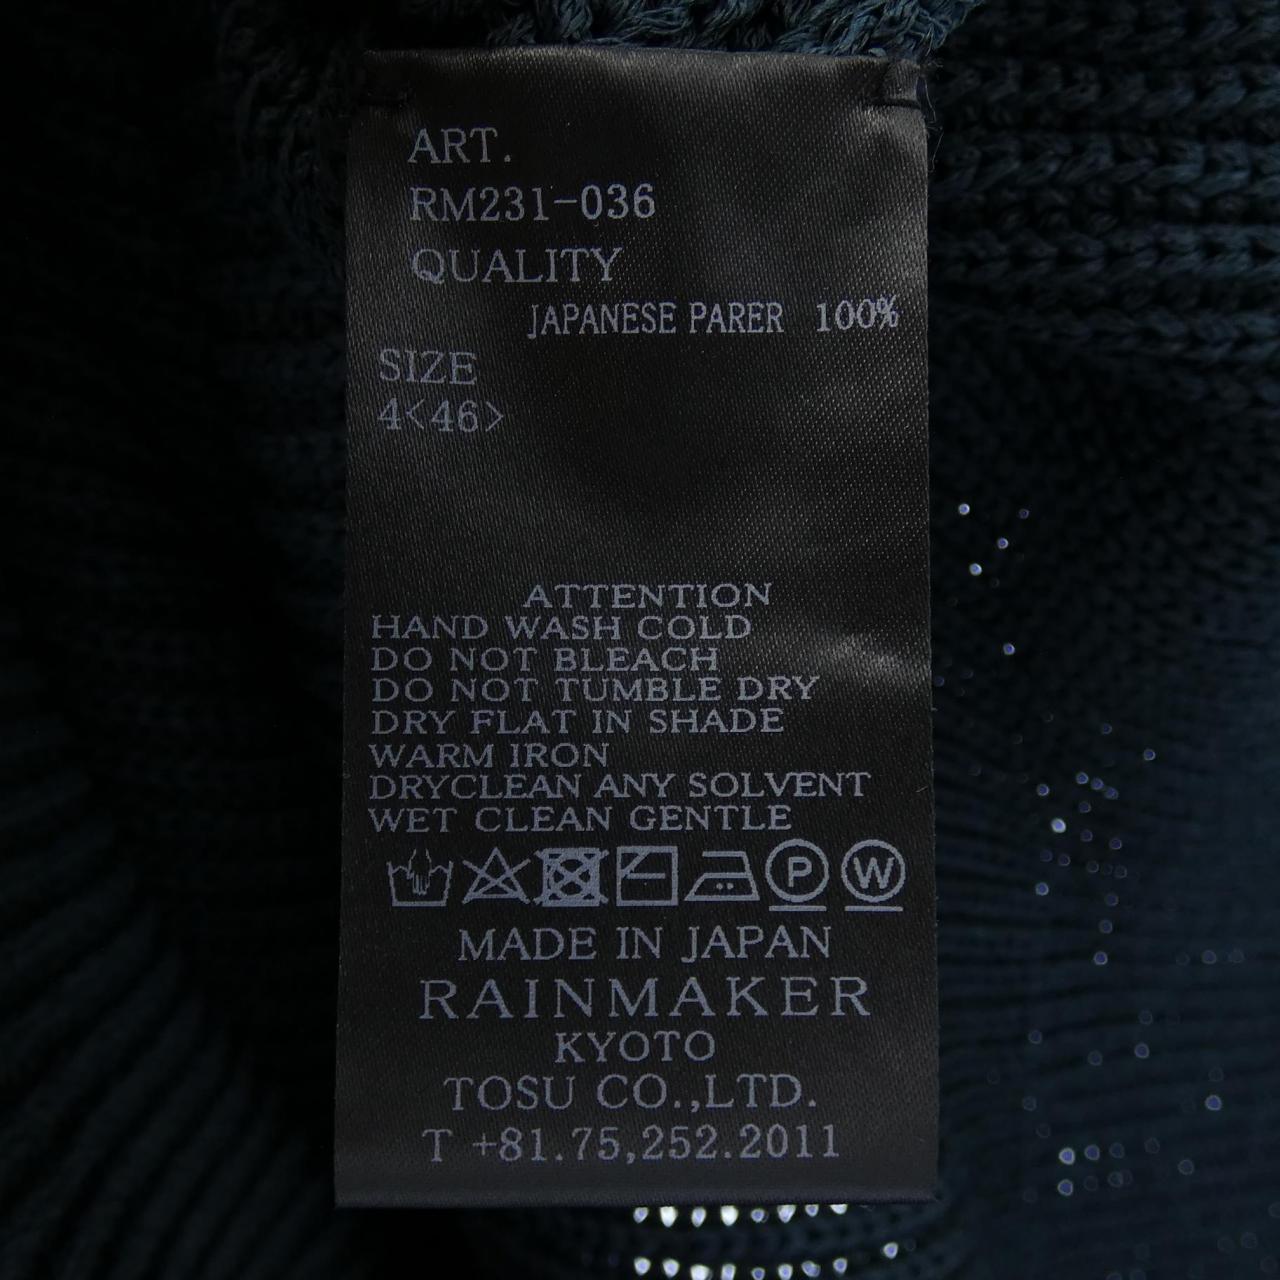 ART.
RM231-036
QUALITY
JAPANESE PARER 100%
SIZE
4<46>
ATTENTION
HAND WASH COLD
DO NOT BLEACH
DO NOT TUMBLE DRY
DRY FLAT IN SHADE
WARM IRON
DRYCLEAN ANY SOLVENT
WET CLEAN GENTLE
P W
MADE IN JAPAN
RAINMAKER
KYOTO
TOSU CO.,LTD.
T +81.75,252.2011